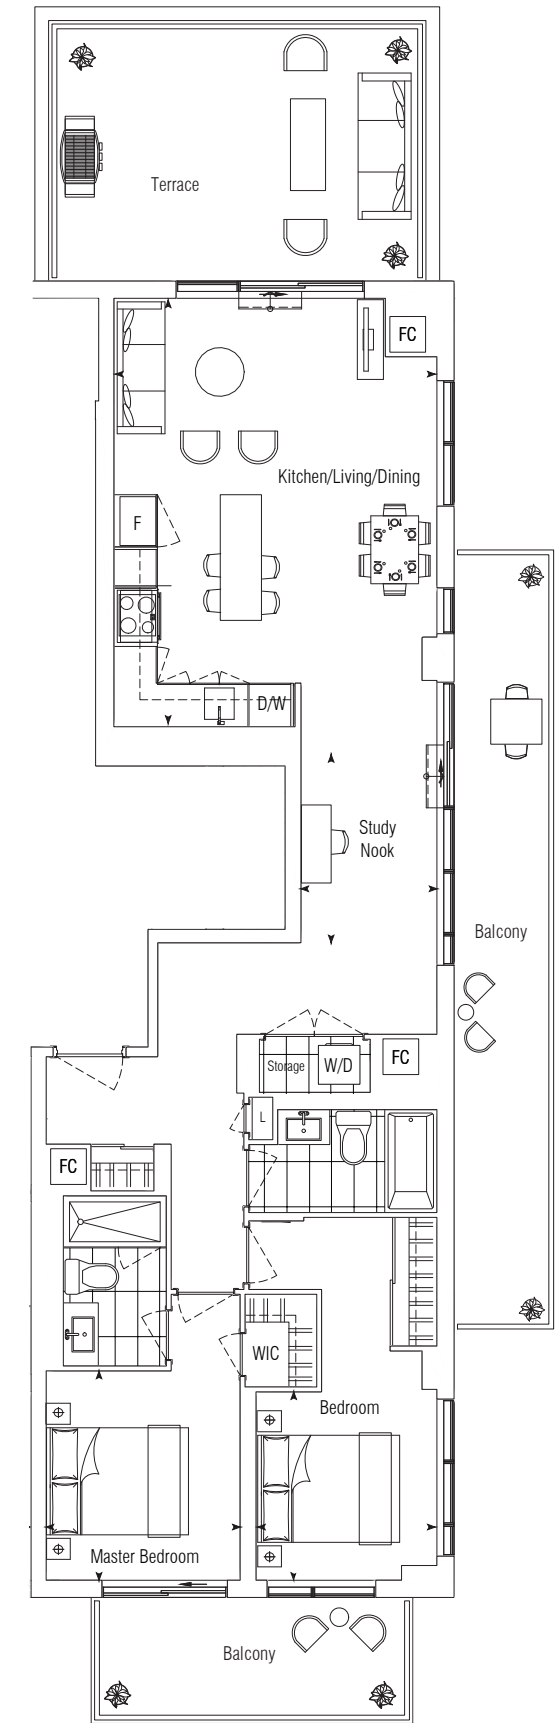 Terrace
FC
Kitchen/Living/Dining
F
D/W
Study
Nook
Balcony
Storage
W/D
FC
L
FC
WIC
Bedroom
Master Bedroom
Balcony